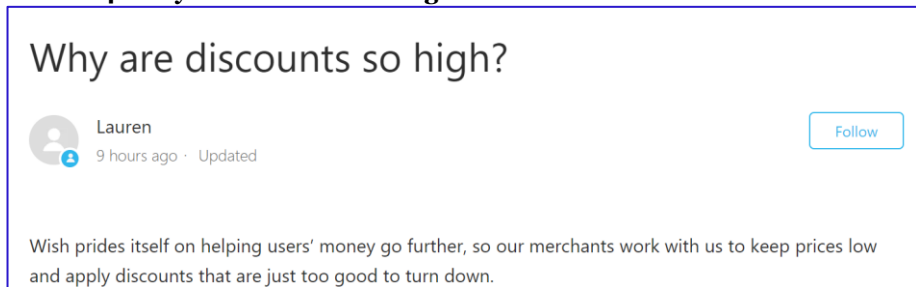 Why are discounts so high?
Lauren
Follow
9 hours ago · Updated
Wish prides itself on helping users’ money go further, so our merchants work with us to keep prices low
and apply discounts that are just too good to turn down.